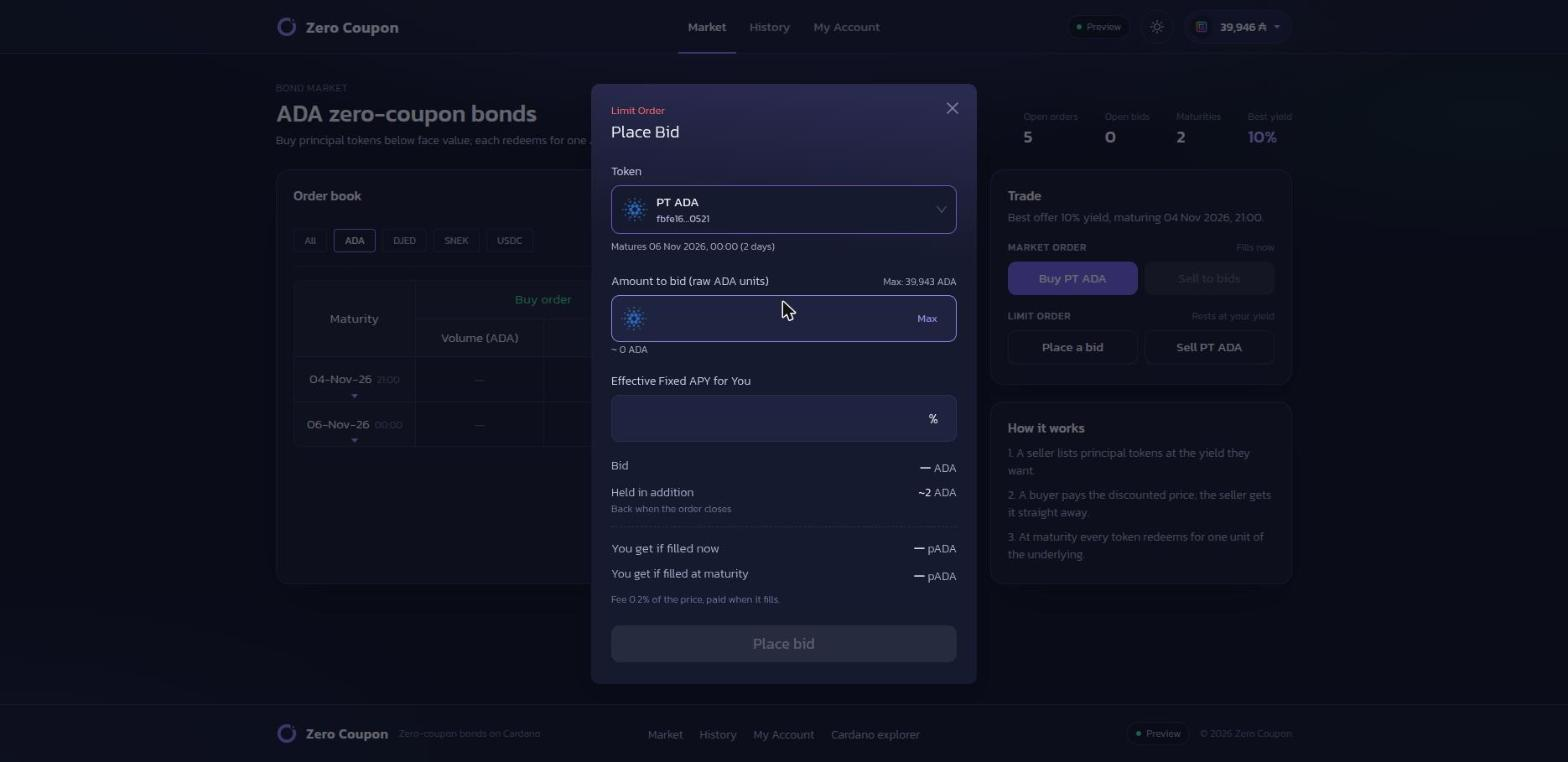 Zero Coupon
Market
History
My Account
Preview
39,946 ₳
BOND MARKET
ADA zero-coupon bonds
Buy principal tokens below face value; each redeems for one
Open orders
5
Open bids
0
Maturities
2
Best yield
10%
Order book
All
ADA
DJED
SNEK
USDC
Maturity
Buy order
Volume (ADA)
04-Nov-26 21:00
—
06-Nov-26 00:00
—
Limit Order
Place Bid
Token
PT ADA
fbfe16...0521
Matures 06 Nov 2026, 00:00 (2 days)
Amount to bid (raw ADA units)
Max: 39,943 ADA
Max
~ 0 ADA
Effective Fixed APY for You
%
Bid
— ADA
Held in addition
~2 ADA
Back when the order closes
You get if filled now
— pADA
You get if filled at maturity
— pADA
Fee 0.2% of the price, paid when it fills.
Place bid
Trade
Best offer 10% yield, maturing 04 Nov 2026, 21:00.
MARKET ORDER
Fills now
Buy PT ADA
Sell to bids
LIMIT ORDER
Rests at your yield
Place a bid
Sell PT ADA
How it works
1. A seller lists principal tokens at the yield they
want.
2. A buyer pays the discounted price; the seller gets
it straight away.
3. At maturity every token redeems for one unit of
the underlying.
Zero Coupon
Zero-coupon bonds on Cardano
Market
History
My Account
Cardano explorer
Preview
© 2026 Zero Coupon